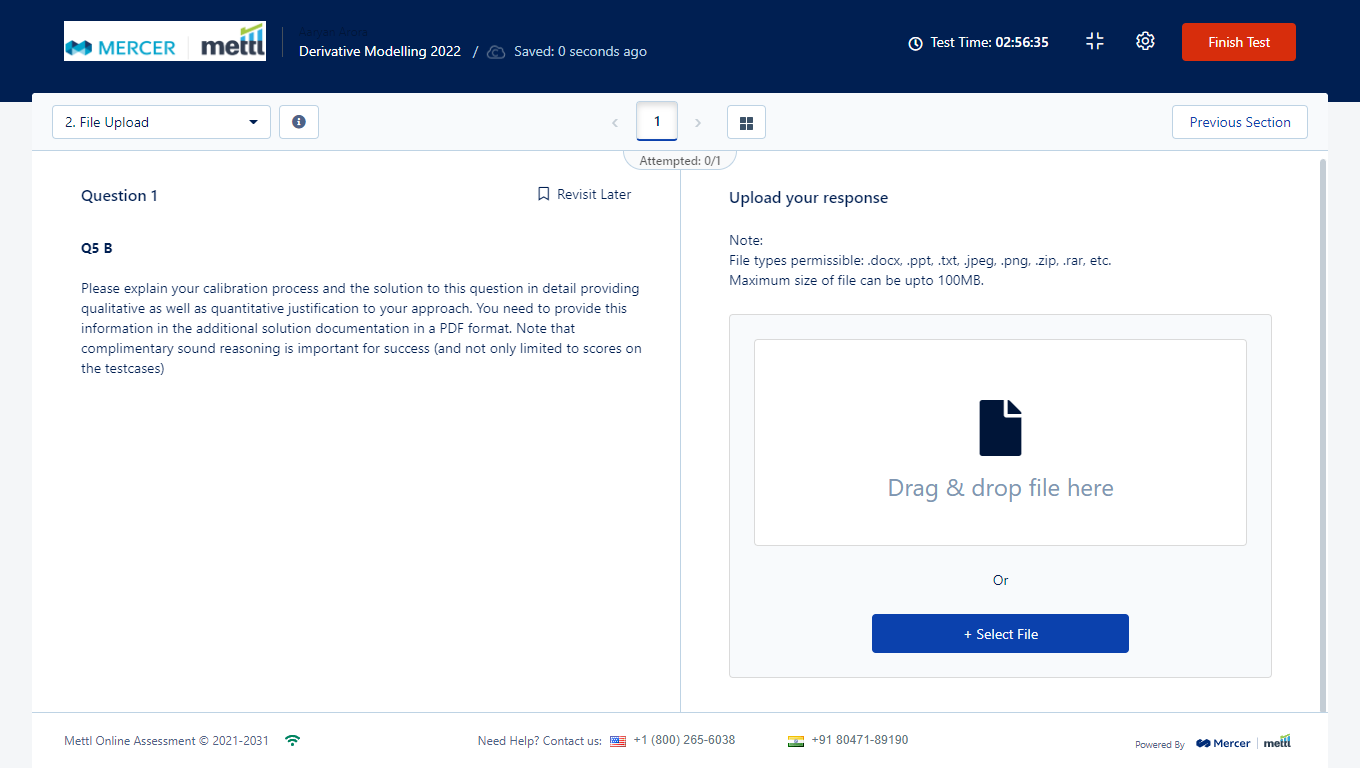 MERCER mettl
Derivative Modelling 2022 / Saved: 0 seconds ago
Test Time: 02:56:35
Finish Test
2. File Upload
1
Previous Section
Attempted: 0/1
Question 1
Revisit Later
Q5 B
Please explain your calibration process and the solution to this question in detail providing
qualitative as well as quantitative justification to your approach. You need to provide this
information in the additional solution documentation in a PDF format. Note that
complimentary sound reasoning is important for success (and not only limited to scores on
the testcases)
Upload your response
Note:
File types permissible: .docx, .ppt, .txt, .jpeg, .png, .zip, .rar, etc.
Maximum size of file can be upto 100MB.
Drag & drop file here
Or
+ Select File
Mettl Online Assessment © 2021-2031
Need Help? Contact us: +1 (800) 265-6038
+91 80471-89190
Powered By Mercer mettl